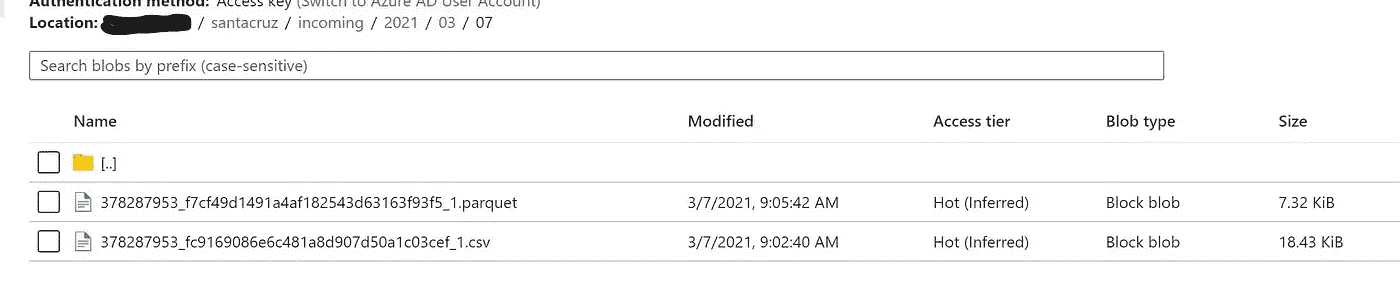 Authentication method: Access key (Switch to Azure AD User Account)
Location: / santacruz / incoming / 2021 / 03 / 07
Search blobs by prefix (case-sensitive)
Name Modified Access tier Blob type Size
[..]
378287953_f7cf49d1491a4af182543d63163f93f5_1.parquet 3/7/2021, 9:05:42 AM Hot (Inferred) Block blob 7.32 KiB
378287953_fc9169086e6c481a8d907d50a1c03cef_1.csv 3/7/2021, 9:02:40 AM Hot (Inferred) Block blob 18.43 KiB